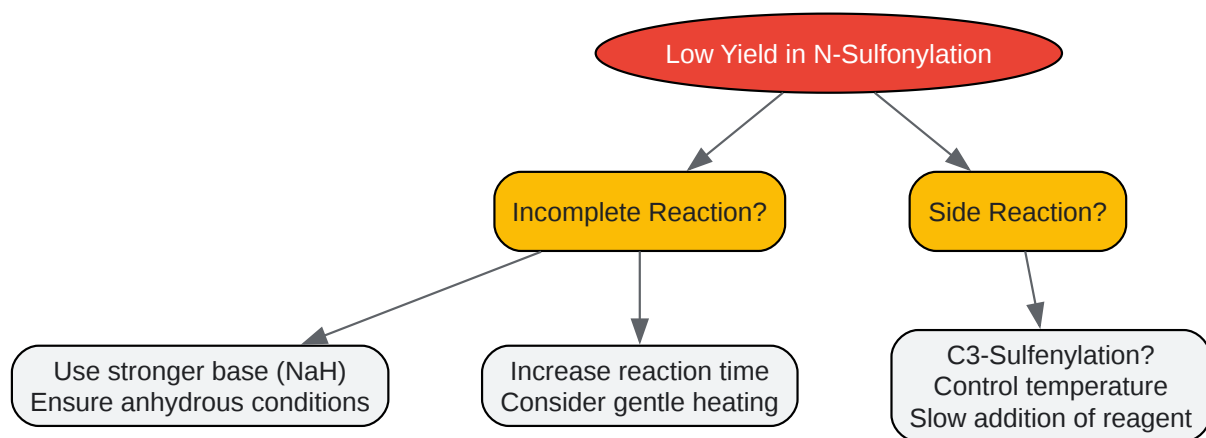 Low Yield in N-Sulfonylation
Incomplete Reaction?
Side Reaction?
Use stronger base (NaH)
Ensure anhydrous conditions
Increase reaction time
Consider gentle heating
C3-Sulfenylation?
Control temperature
Slow addition of reagent